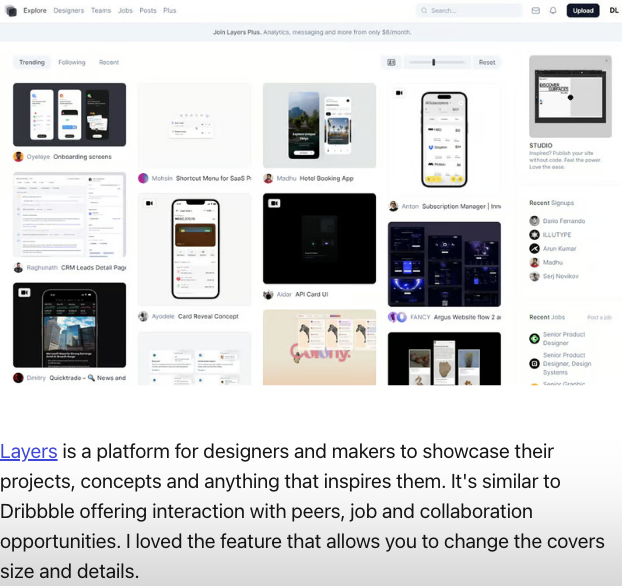 Explore Designers Teams Jobs Posts Plus
Search...
Upload
DL
Join Layers Plus. Analytics, messaging and more from only $6/month.
Trending Following Recent
Reset
Oyeleye Onboarding screens
Mohsin Shortcut Menu for SaaS P
Madhu Hotel Booking App
Anton Subscription Manager | Inn
Raghunath CRM Leads Detail Page
Ayodele Card Reveal Concept
Aidar API Card UI
FANCY Argus Website flow 2 a
Dmitry Quicktrade – News and
STUDIO
Inspired? Publish your site
without code. Feel the power.
Love the ease.
Recent Signups
Dario Ferrando
ILLUTYPE
Arun Kumar
Madhu
Serj Novikov
Recent Jobs Post a job
Senior Product
Designer
Senior Product
Designer, Design
Systems
Senior Graphic
Layers is a platform for designers and makers to showcase their
projects, concepts and anything that inspires them. It's similar to
Dribbble offering interaction with peers, job and collaboration
opportunities. I loved the feature that allows you to change the covers
size and details.